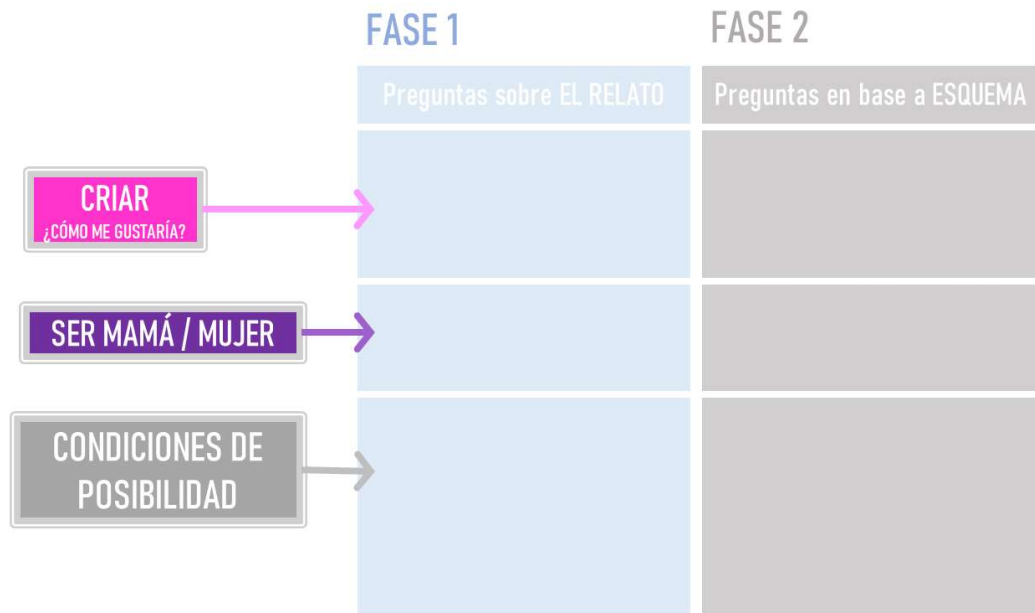 FASE 1
FASE 2
Preguntas sobre EL RELATO
Preguntas en base a ESQUEMA
CRIAR
¿CÓMO ME GUSTARÍA?
SER MAMÁ / MUJER
CONDICIONES DE
POSIBILIDAD